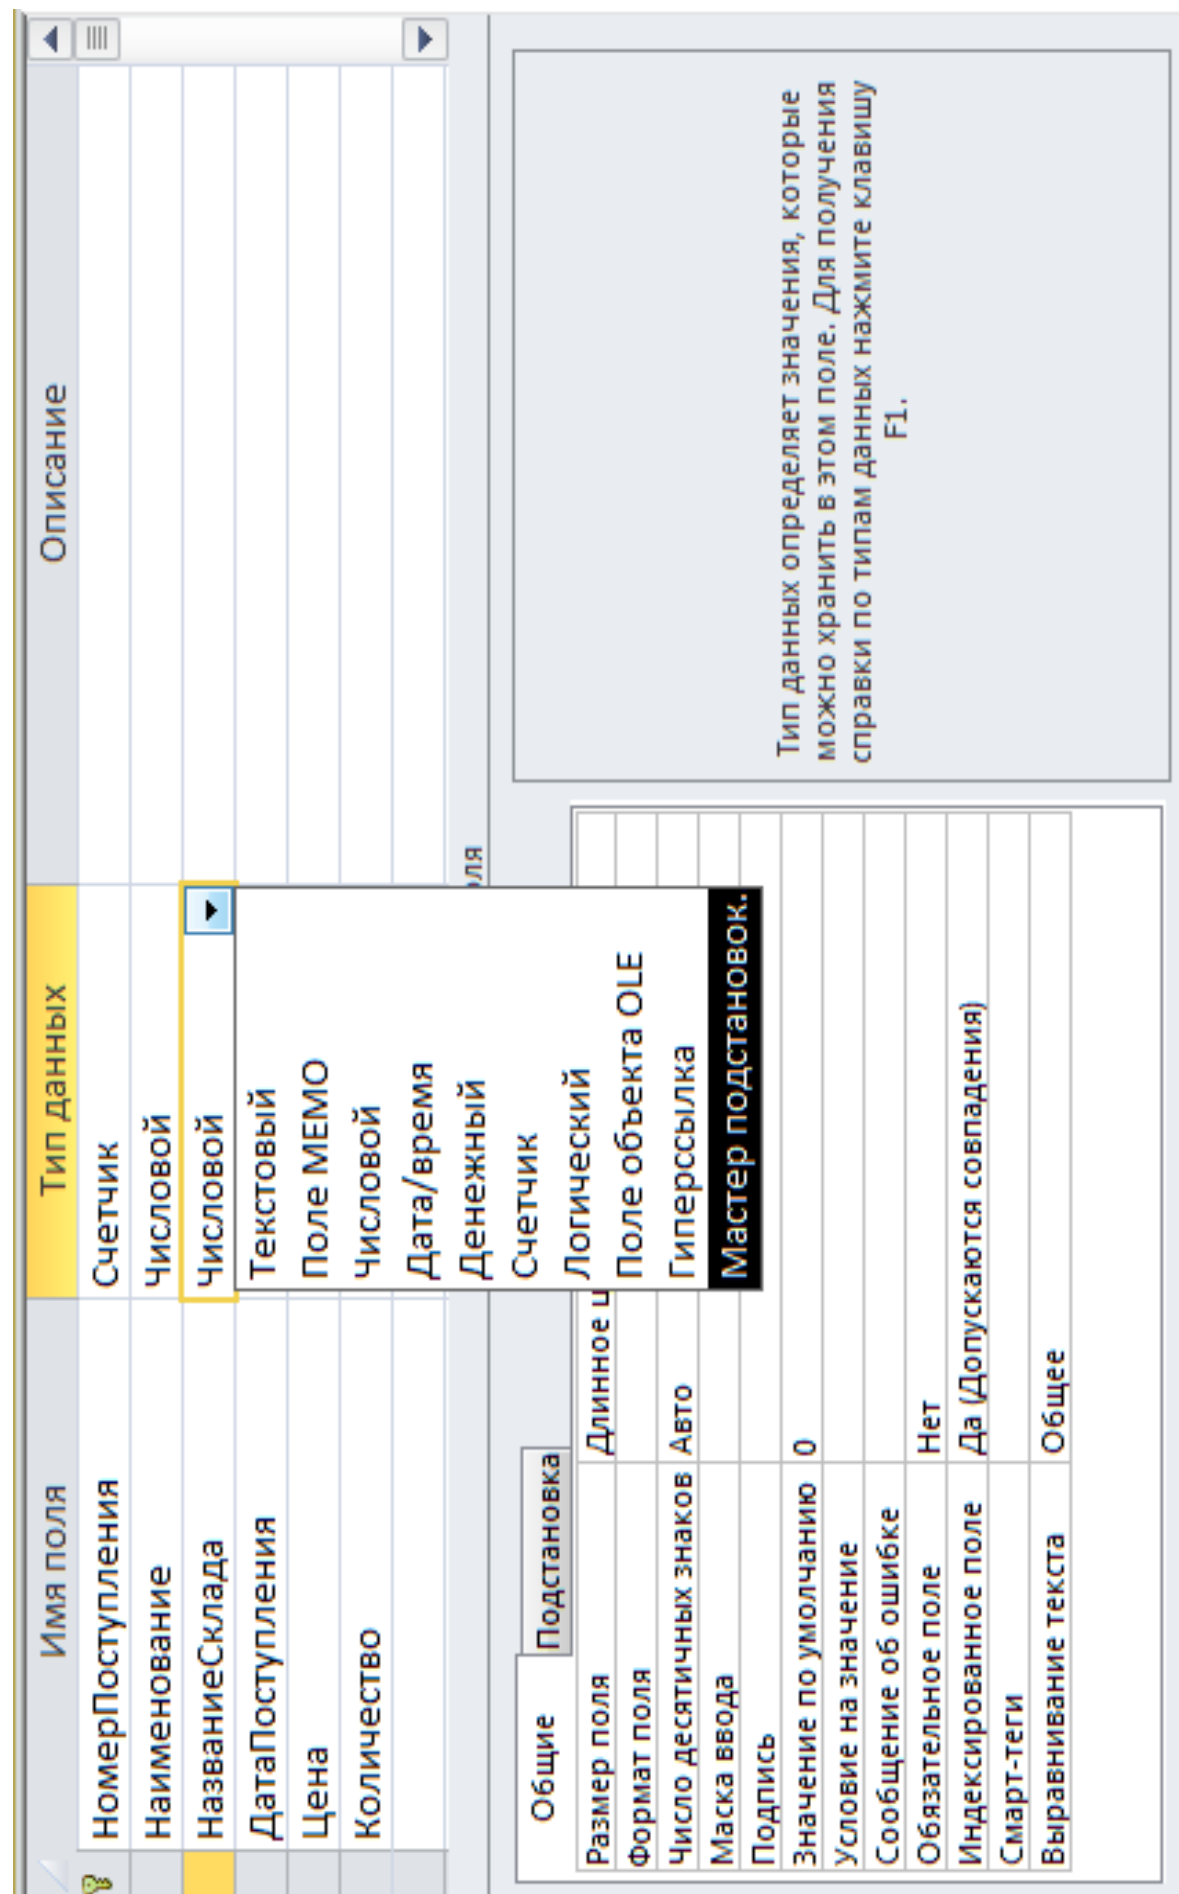 Имя поля Тип данных Описание
НомерПоступления Счетчик
Наименование Числовой
НазваниеСклада Числовой
ДатаПоступления
Цена
Количество
Текстовый
Поле МЕМО
Числовой
Дата/время
Денежный
Счетчик
Логический
Поле объекта OLE
Гиперссылка
Мастер подстановок.
оля
Общие Подстановка
Размер поля Длинное ц
Формат поля
Число десятичных знаков Авто
Маска ввода
Подпись
Значение по умолчанию 0
Условие на значение
Сообщение об ошибке
Обязательное поле Нет
Индексированное поле Да (Допускаются совпадения)
Смарт-теги
Выравнивание текста Общее
Тип данных определяет значения, которые
можно хранить в этом поле. Для получения
справки по типам данных нажмите клавишу
F1.